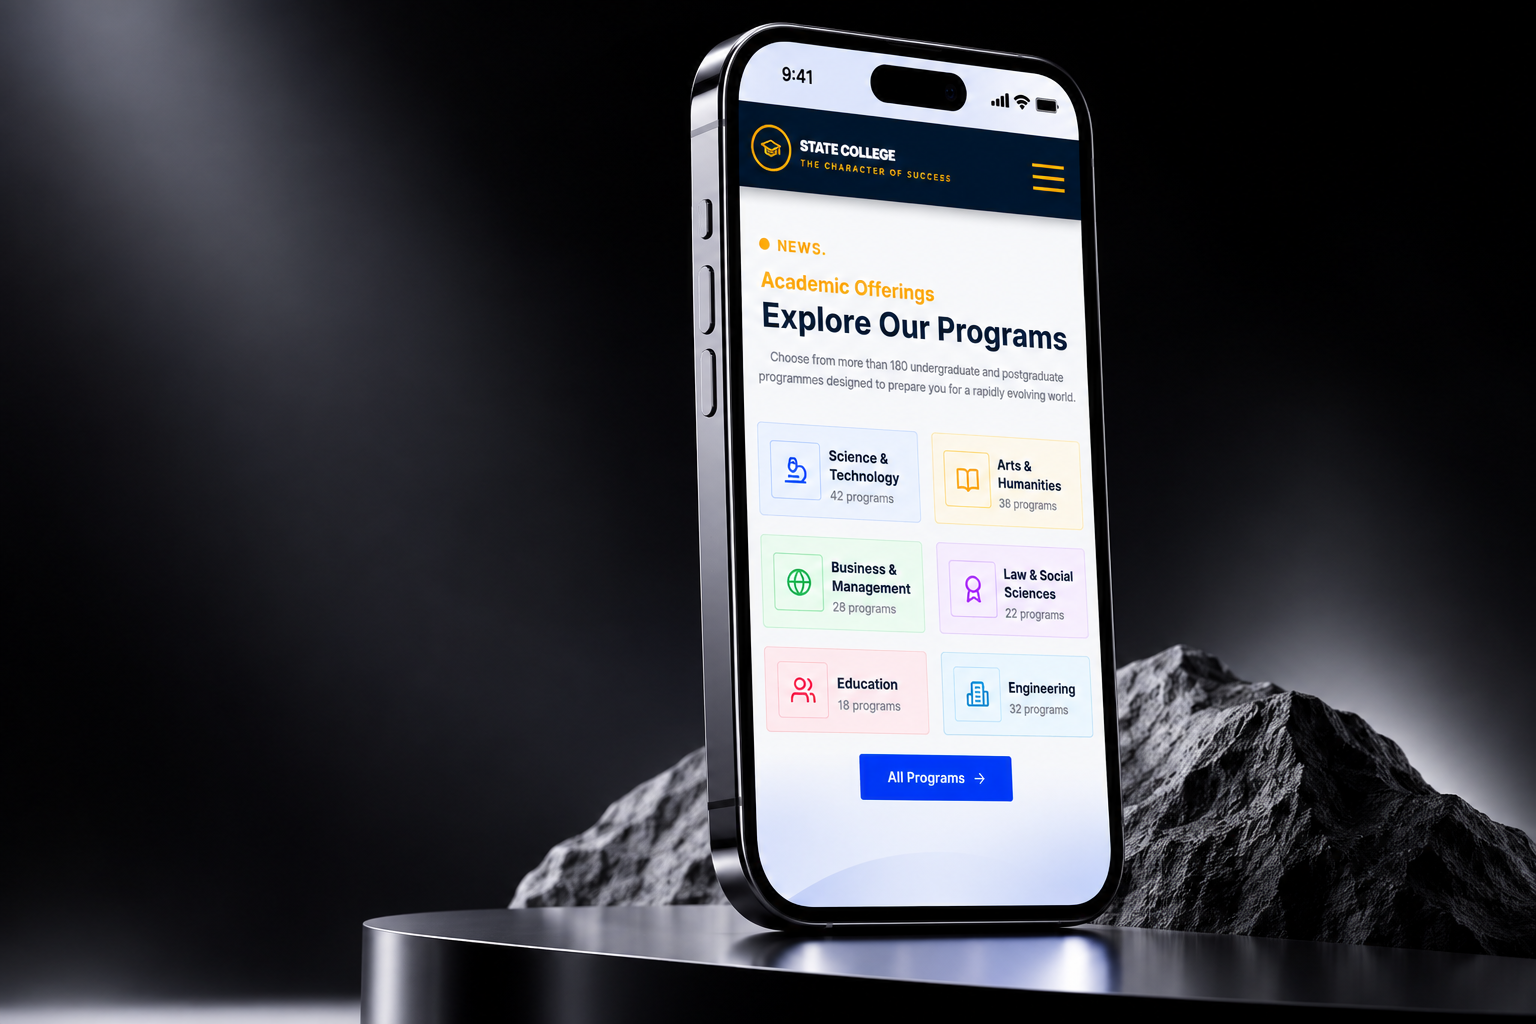 9:41
STATE COLLEGE
THE CHARACTER OF SUCCESS
NEWS.
Academic Offerings
Explore Our Programs
Choose from more than 180 undergraduate and postgraduate
programmes designed to prepare you for a rapidly evolving world.
Science &
Technology
42 programs
Arts &
Humanities
38 programs
Business &
Management
28 programs
Law & Social
Sciences
22 programs
Education
18 programs
Engineering
32 programs
All Programs →